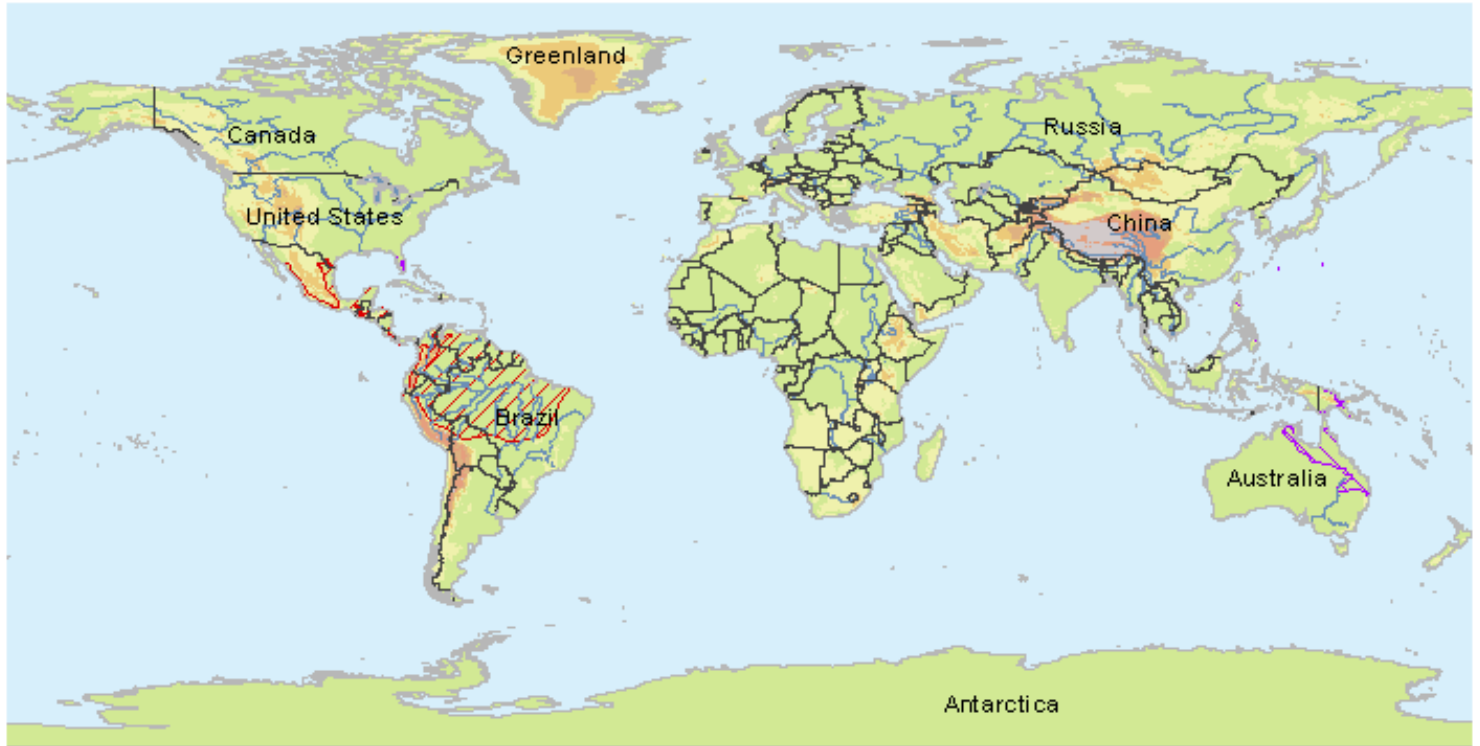 Greenland
Canada
Russia
United States
China
Brazil
Australia
Antarctica